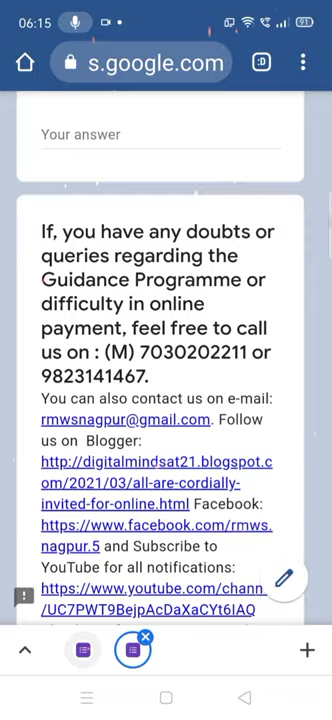 06:15
91
s.google.com
:D
Your answer
If, you have any doubts or
queries regarding the
Guidance Programme or
difficulty in online
payment, feel free to call
us on : (M) 7030202211 or
9823141467.
You can also contact us on e-mail:
rmwsnagpur@gmail.com. Follow
us on Blogger:
http://digitalmindsat21.blogspot.c
om/2021/03/all-are-cordially-
invited-for-online.html Facebook:
https://www.facebook.com/rmws.
nagpur.5 and Subscribe to
YouTube for all notifications:
https://www.youtube.com/chann
/UC7PWT9BejpAcDaXaCYt6IAQ